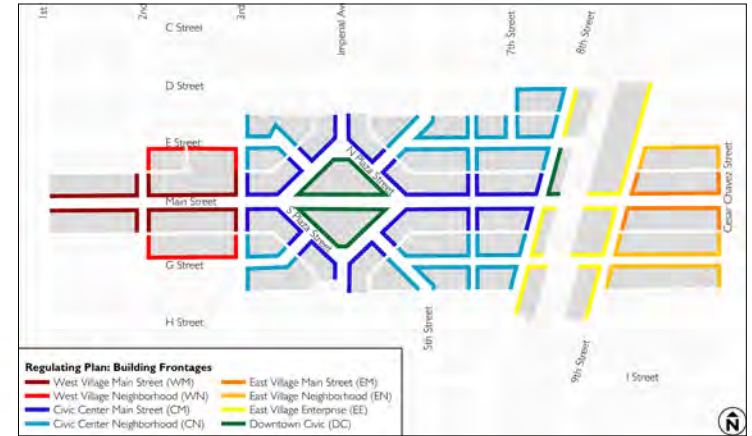 1st
2nd
3rd
Imperial Av
7th Street
8th Street
C Street
D Street
E Street
N Plaza Street
Main Street
S Plaza Street
Cesar Chavez Street
G Street
H Street
5th Street
9th Street
I Street
Regulating Plan: Building Frontages
West Village Main Street (WM)
West Village Neighborhood (WN)
Civic Center Main Street (CM)
Civic Center Neighborhood (CN)
East Village Main Street (EM)
East Village Neighborhood (EN)
East Village Enterprise (EE)
Downtown Civic (DC)
N